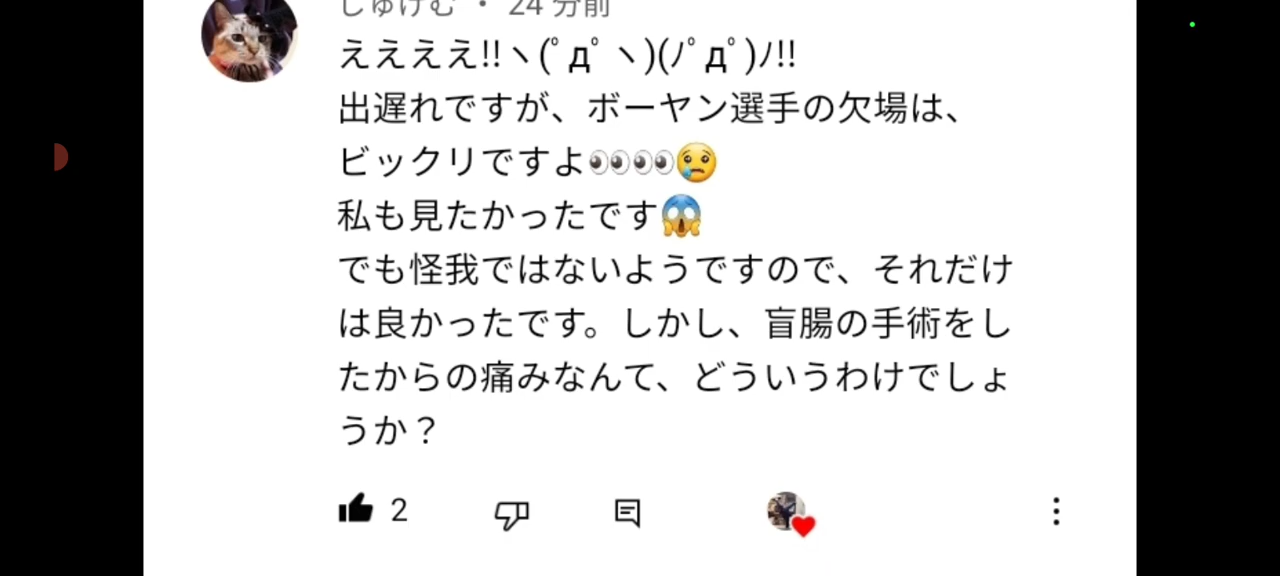 じゅげむ・24 分前
ええええ!!ヽ(ﾟдﾟヽ)(ﾉﾟдﾟ)ﾉ!!
出遅れですが、ボーヤン選手の欠場は、
ビックリですよ👀👀😢
私も見たかったです😱
でも怪我ではないようですので、それだけ
は良かったです。しかし、盲腸の手術をし
たからの痛みなんて、どういうわけでしょ
うか？
2